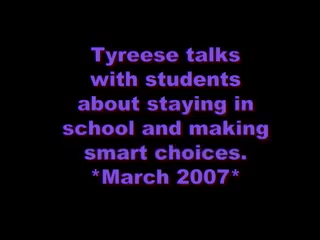 Tyreese talks
with students
about staying in
school and making
smart choices.
*March 2007*